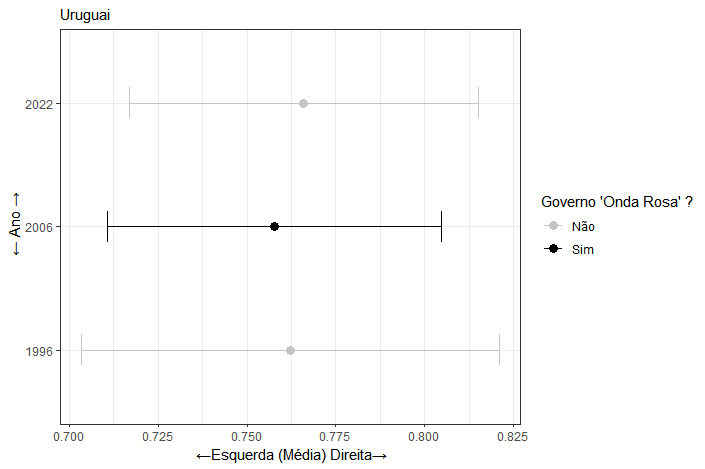 Uruguai
2022
2006
1996
← Ano →
0.700 0.725 0.750 0.775 0.800 0.825
←Esquerda (Média) Direita→
Governo 'Onda Rosa' ?
Não
Sim